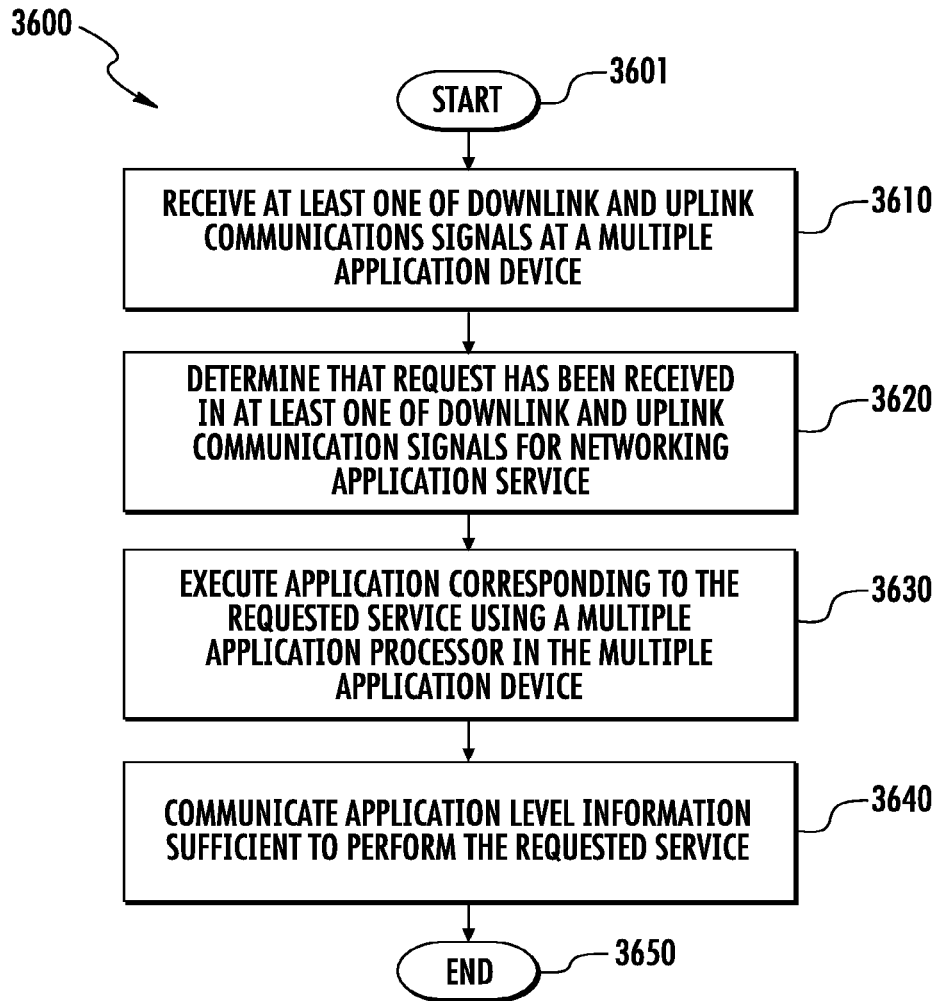 3600
START
3601
RECEIVE AT LEAST ONE OF DOWNLINK AND UPLINK
COMMUNICATIONS SIGNALS AT A MULTIPLE
APPLICATION DEVICE
3610
DETERMINE THAT REQUEST HAS BEEN RECEIVED
IN AT LEAST ONE OF DOWNLINK AND UPLINK
COMMUNICATION SIGNALS FOR NETWORKING
APPLICATION SERVICE
3620
EXECUTE APPLICATION CORRESPONDING TO THE
REQUESTED SERVICE USING A MULTIPLE
APPLICATION PROCESSOR IN THE MULTIPLE
APPLICATION DEVICE
3630
COMMUNICATE APPLICATION LEVEL INFORMATION
SUFFICIENT TO PERFORM THE REQUESTED SERVICE
3640
END
3650